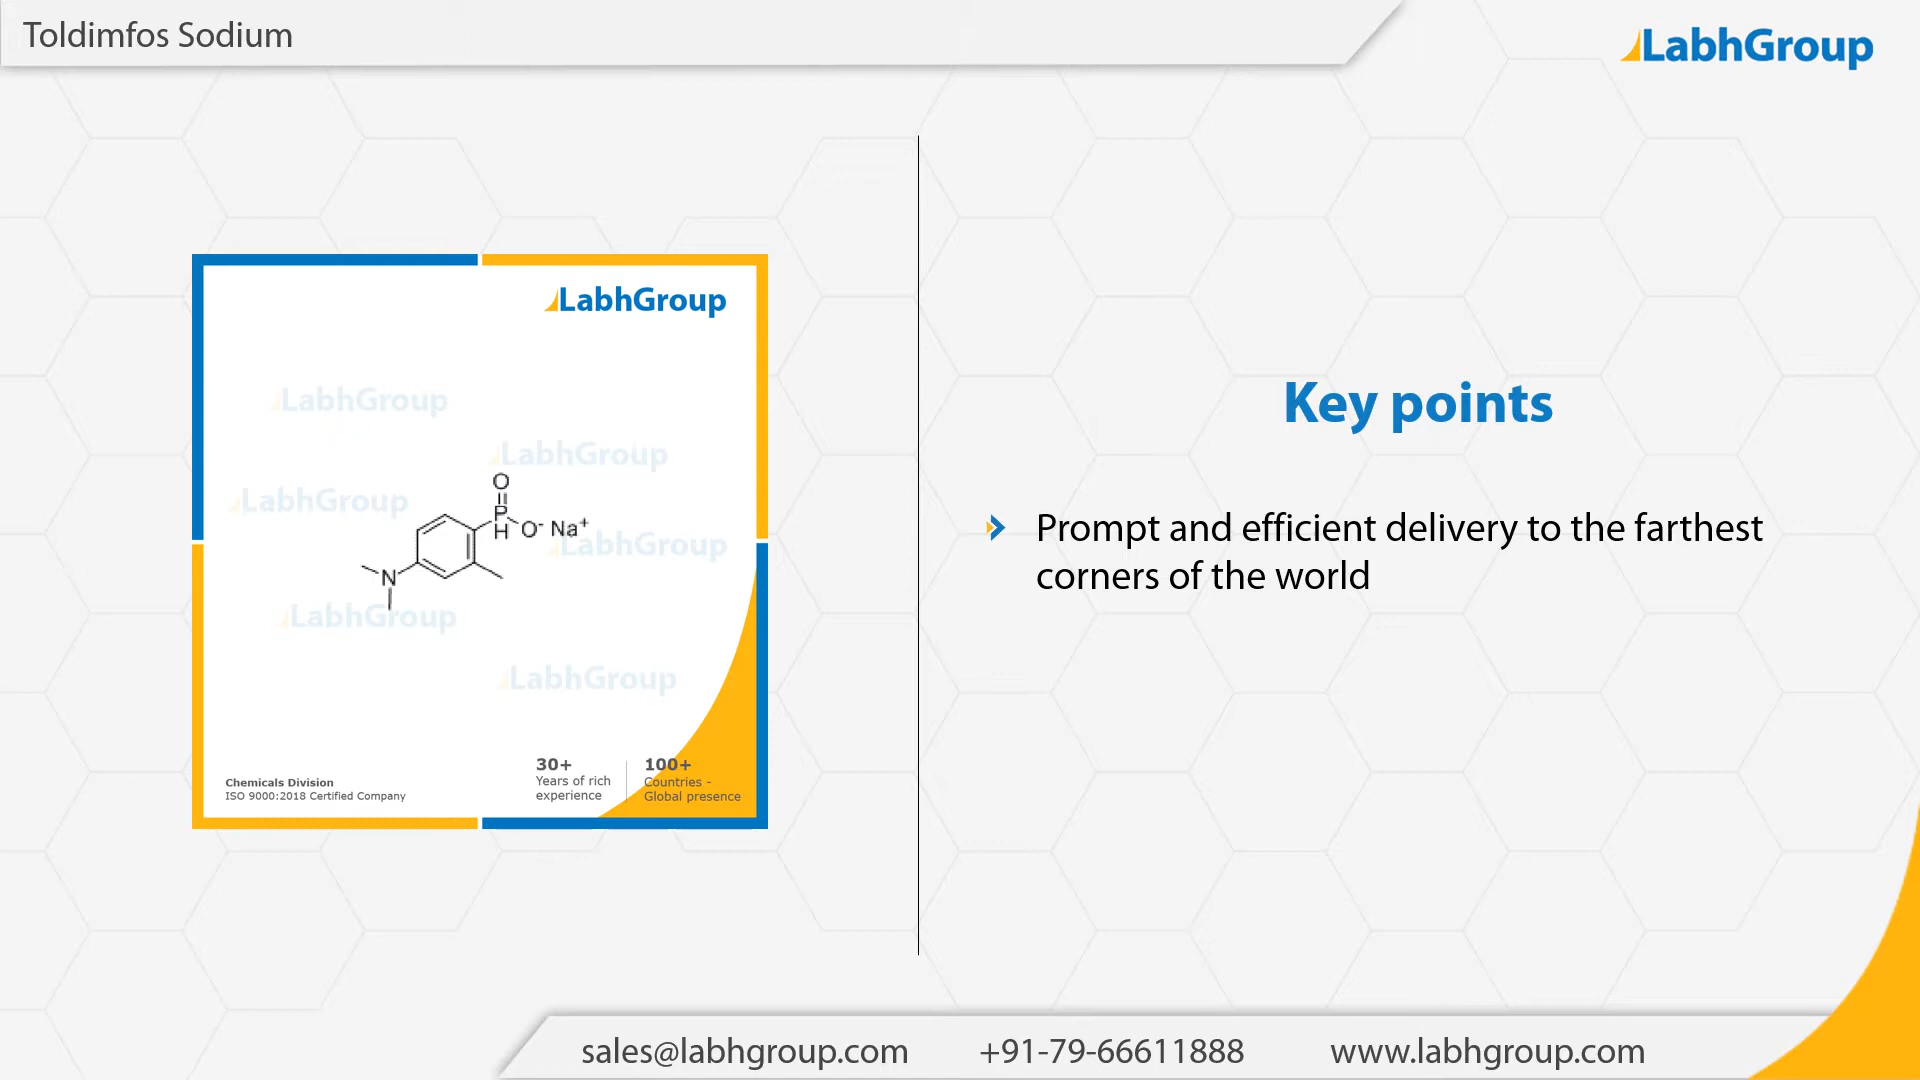 Toldimfos Sodium
LabhGroup
LabhGroup
LabhGroup
LabhGroup
LabhGroup
LabhGroup
LabhGroup
LabhGroup
O
P
H
O- Na+
N
Chemicals Division
ISO 9000:2018 Certified Company
30+
Years of rich
experience
100+
Countries -
Global presence
Key points
Prompt and efficient delivery to the farthest
corners of the world
sales@labhgroup.com
+91-79-66611888
www.labhgroup.com